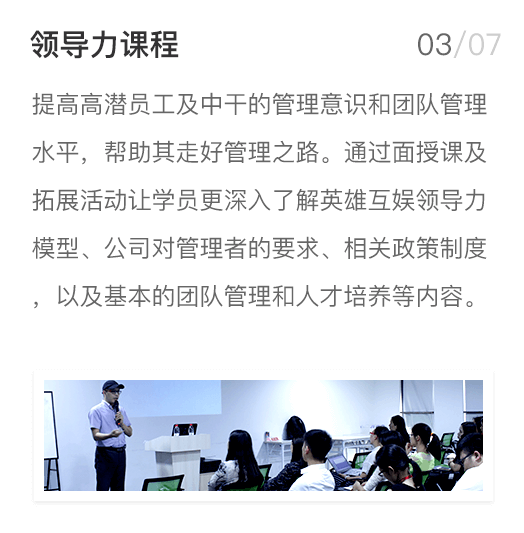 领导力课程
03/07
提高高潜员工及中干的管理意识和团队管理
水平，帮助其走好管理之路。通过面授课及
拓展活动让学员更深入了解英雄互娱领导力
模型、公司对管理者的要求、相关政策制度
，以及基本的团队管理和人才培养等内容。